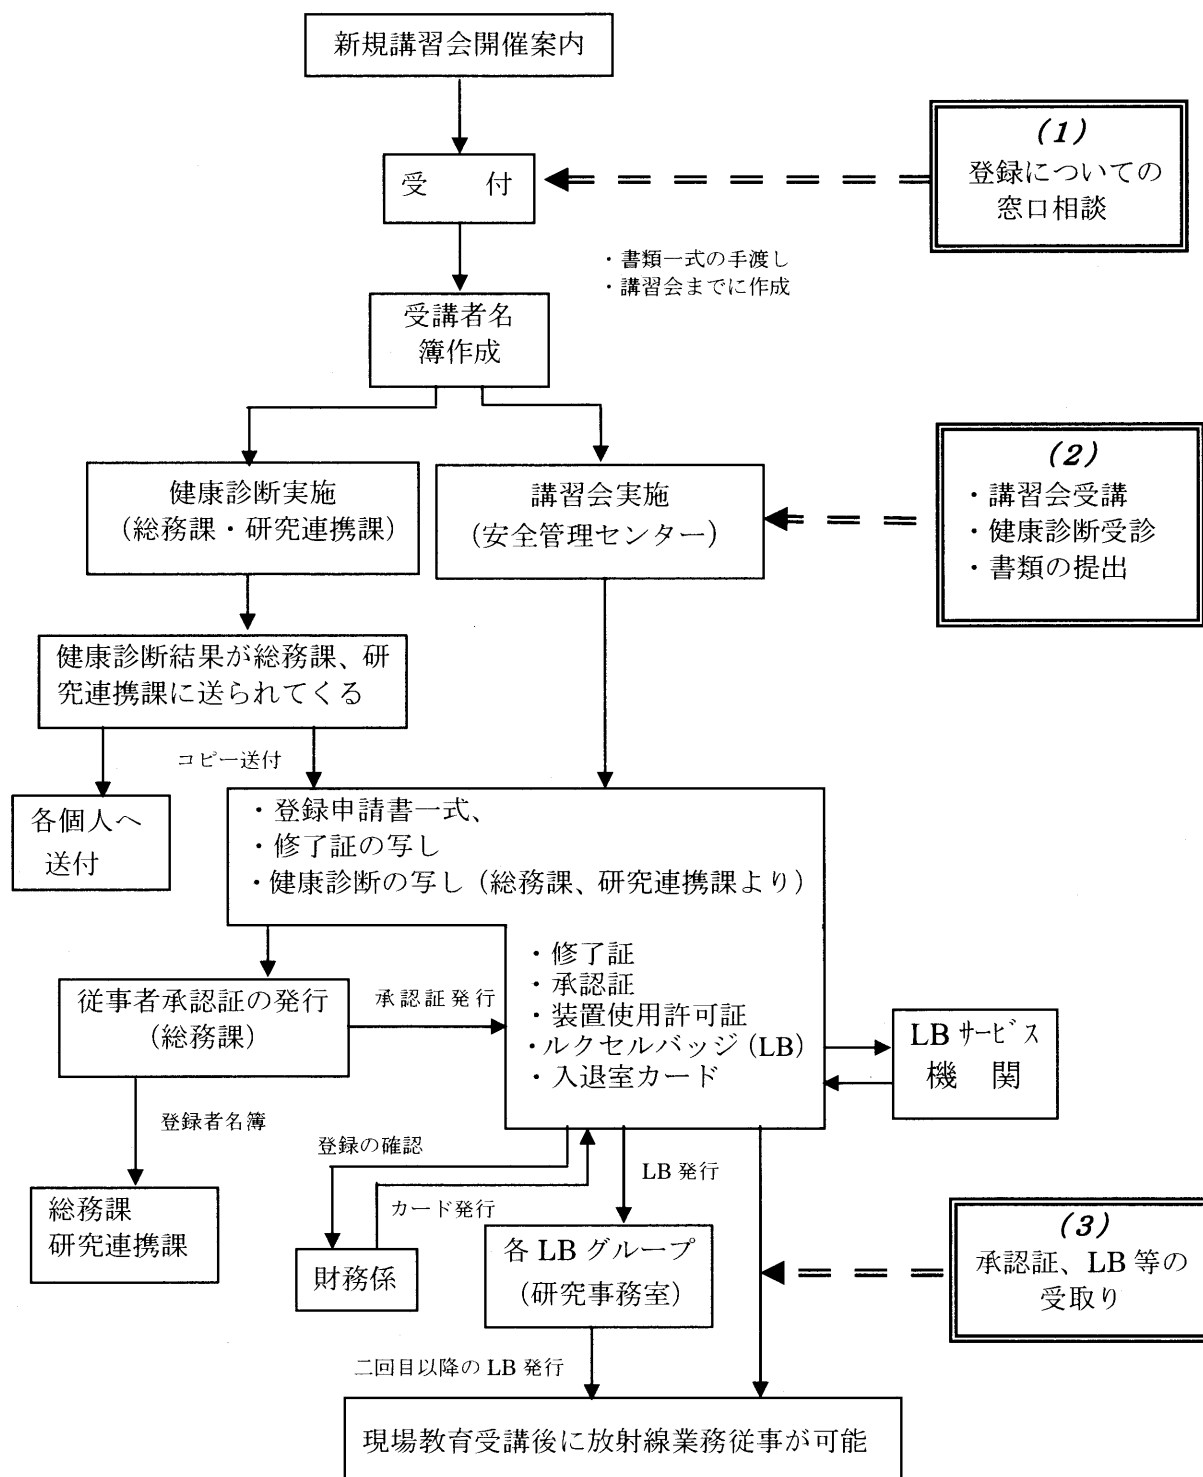 新規講習会開催案内
(1)
登録についての
窓口相談
受　　付
・書類一式の手渡し
・講習会までに作成
受講者名
簿作成
(2)
・講習会受講
・健康診断受診
・書類の提出
健康診断実施
（総務課・研究連携課）
講習会実施
（安全管理センター）
健康診断結果が総務課、研
究連携課に送られてくる
コピー送付
各個人へ
送付
・登録申請書一式、
・修了証の写し
・健康診断の写し（総務課、研究連携課より）
・修了証
・承認証
・装置使用許可証
・ルクセルバッジ（LB）
・入退室カード
従事者承認証の発行
（総務課）
承認証発行
LB ｻｰﾋﾞｽ
機　関
登録者名簿
総務課
研究連携課
登録の確認
カード発行
LB 発行
財務係
各 LB グループ
（研究事務室）
(3)
承認証、LB 等の
受取り
二回目以降の LB 発行
現場教育受講後に放射線業務従事が可能